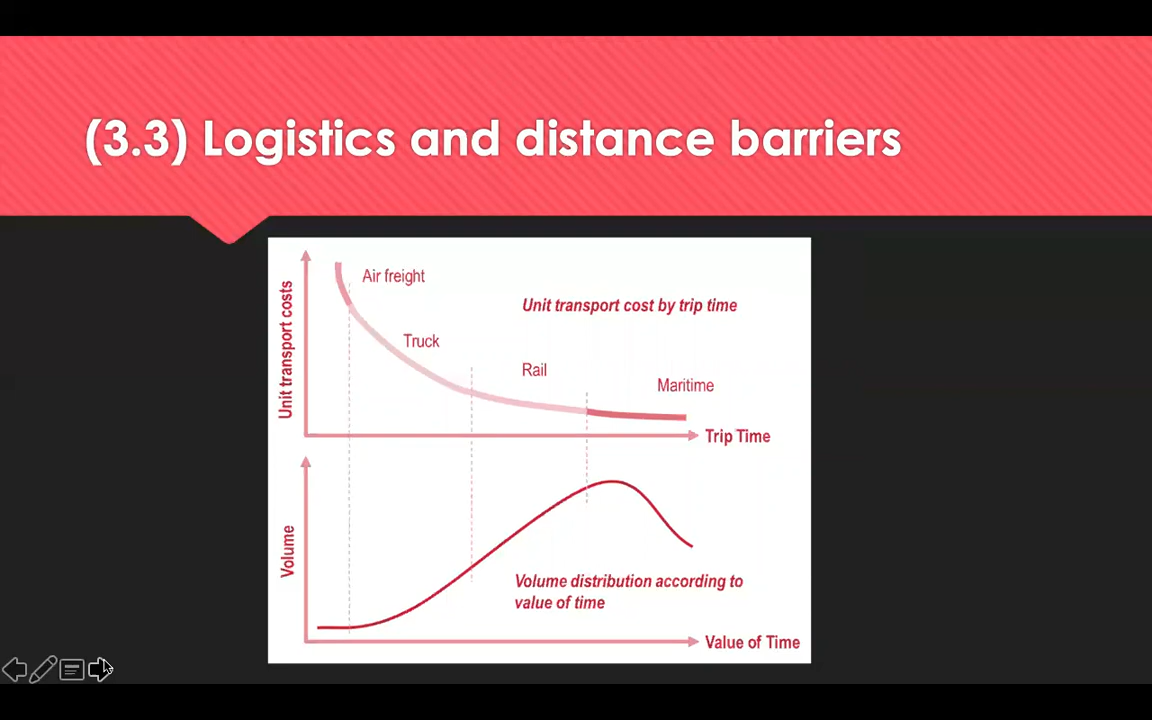 (3.3) Logistics and distance barriers
Unit transport costs
Air freight
Unit transport cost by trip time
Truck
Rail
Maritime
Trip Time
Volume
Volume distribution according to
value of time
Value of Time